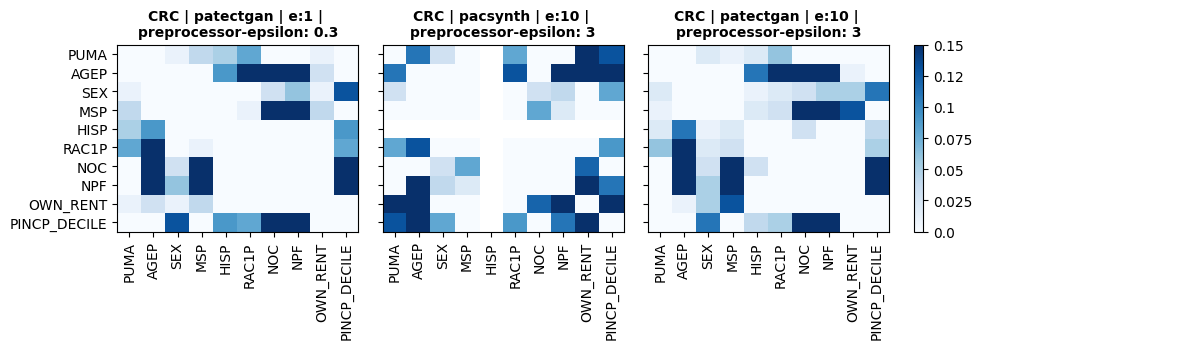 CRC | patectgan | e:1 |
preprocessor-epsilon: 0.3
CRC | pacsynth | e:10 |
preprocessor-epsilon: 3
CRC | patectgan | e:10 |
preprocessor-epsilon: 3
PUMA
AGEP
SEX
MSP
HISP
RAC1P
NOC
NPF
OWN_RENT
PINCP_DECILE
PUMA
AGEP
SEX
MSP
HISP
RAC1P
NOC
NPF
OWN_RENT
PINCP_DECILE
PUMA
AGEP
SEX
MSP
HISP
RAC1P
NOC
NPF
OWN_RENT
PINCP_DECILE
PUMA
AGEP
SEX
MSP
HISP
RAC1P
NOC
NPF
OWN_RENT
PINCP_DECILE
0.15
0.12
0.1
0.075
0.05
0.025
0.0